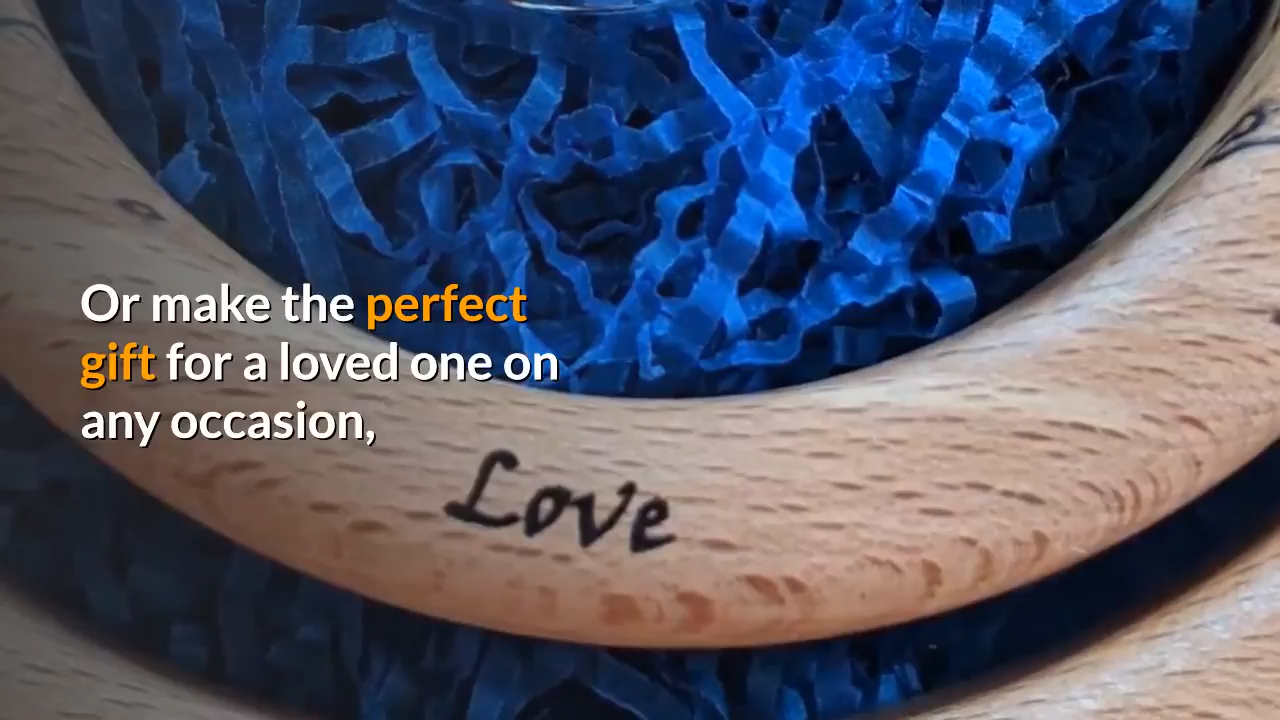 Or make the perfect
gift for a loved one on
any occasion,
Love